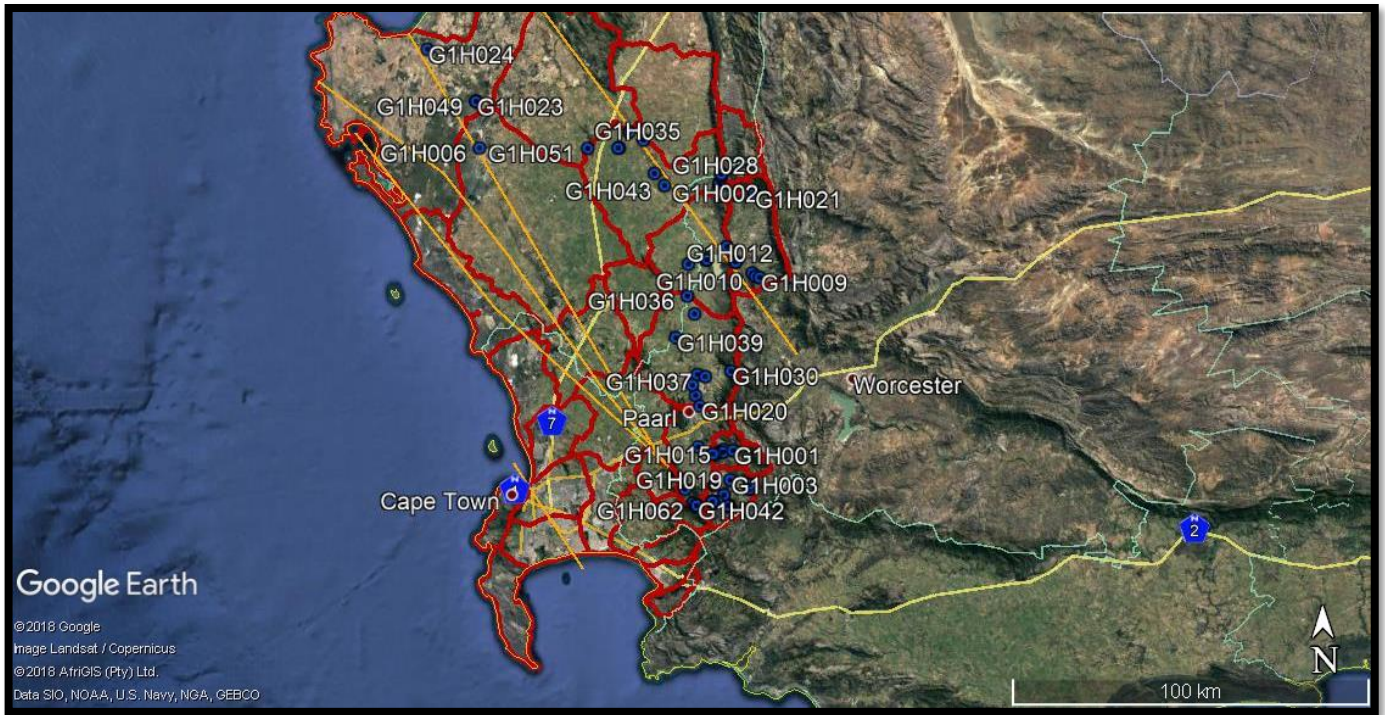 G1H024
G1H049
G1H023
G1H035
G1H006
G1H051
G1H028
G1H043
G1H002
G1H021
G1H012
G1H010
G1H009
G1H036
G1H039
G1H037
G1H030
Worcester
Paarl
G1H020
N
7
G1H015
G1H001
G1H019
G1H003
N
1
Cape Town
G1H062
G1H042
N
2
Google Earth
©2018 Google
Image Landsat / Copernicus
©2018 AfriGIS (Pty) Ltd.
Data SIO, NOAA, U.S. Navy, NGA, GEBCO
N
100 km